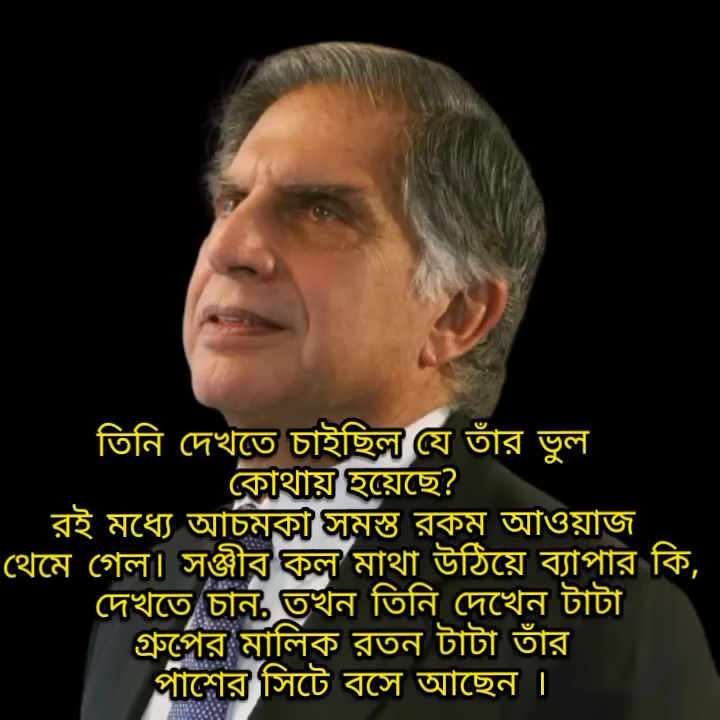 তিনি দেখতে চাইছিল যে তাঁর ভুল
কোথায় হয়েছে?
রই মধ্যে আচমকা সমস্ত রকম আওয়াজ
থেমে গেল। সঞ্জীব কল মাথা উঠিয়ে ব্যাপার কি,
দেখতে চান. তখন তিনি দেখেন টাটা
গ্রুপের মালিক রতন টাটা তাঁর
পাশের সিটে বসে আছেন ।